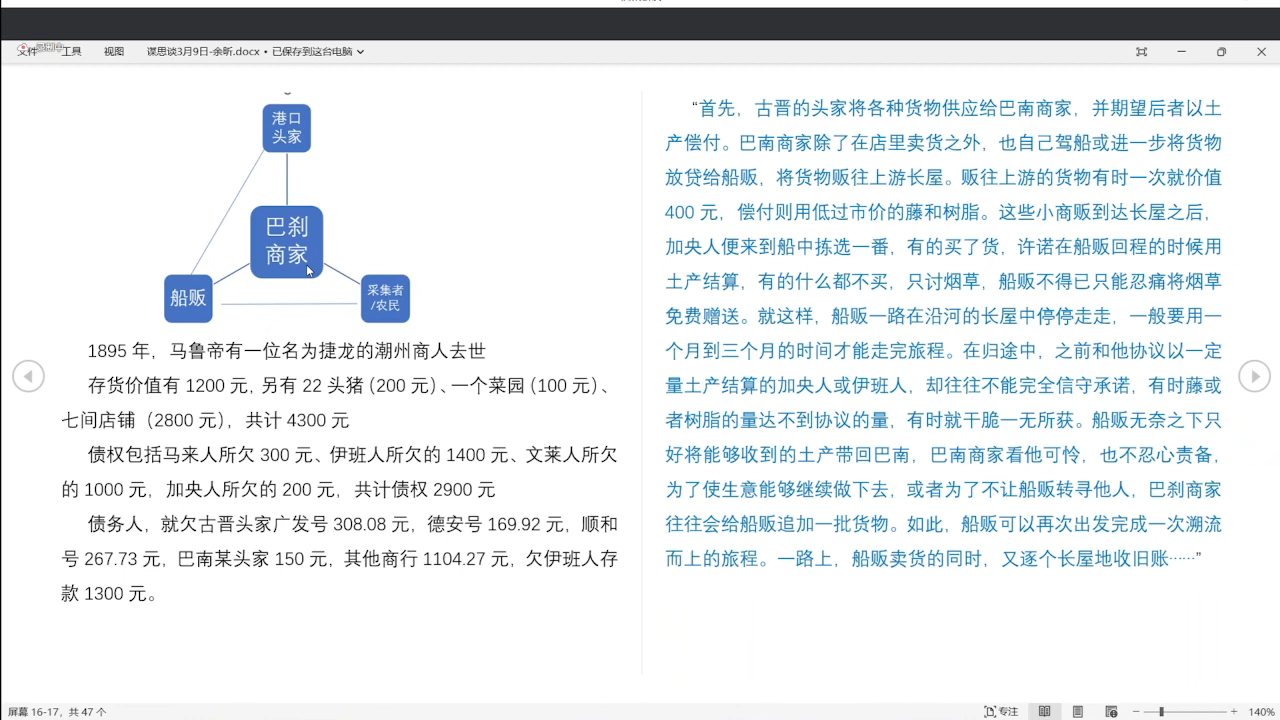 文件 工具 视图 谋思谈3月9日-余昕.docx • 已保存到这台电脑
港口
头家
巴刹
商家
船贩
采集者
/农民
1895 年，马鲁帝有一位名为捷龙的潮州商人去世
存货价值有 1200 元，另有 22 头猪（200 元）、一个菜园（100 元）、
七间店铺（2800 元），共计 4300 元
债权包括马来人所欠 300 元、伊班人所欠的 1400 元、文莱人所欠
的 1000 元，加央人所欠的 200 元，共计债权 2900 元
债务人，就欠古晋头家广发号 308.08 元，德安号 169.92 元，顺和
号 267.73 元，巴南某头家 150 元，其他商行 1104.27 元，欠伊班人存
款 1300 元。
“首先，古晋的头家将各种货物供应给巴南商家，并期望后者以土
产偿付。巴南商家除了在店里卖货之外，也自己驾船或进一步将货物
放贷给船贩，将货物贩往上游长屋。贩往上游的货物有时一次就价值
400 元，偿付则用低过市价的藤和树脂。这些小商贩到达长屋之后，
加央人便来到船中拣选一番，有的买了货，许诺在船贩回程的时候用
土产结算，有的什么都不买，只讨烟草，船贩不得已只能忍痛将烟草
免费赠送。就这样，船贩一路在沿河的长屋中停停走走，一般要用一
个月到三个月的时间才能走完旅程。在归途中，之前和他协议以一定
量土产结算的加央人或伊班人，却往往不能完全信守承诺，有时藤或
者树脂的量达不到协议的量，有时就干脆一无所获。船贩无奈之下只
好将能够收到的土产带回巴南，巴南商家看他可怜，也不忍心责备，
为了使生意能够继续做下去，或者为了不让船贩转寻他人，巴刹商家
往往会给船贩追加一批货物。如此，船贩可以再次出发完成一次溯流
而上的旅程。一路上，船贩卖货的同时，又逐个长屋地收旧账……”
屏幕 16-17，共 47 个
专注
140%